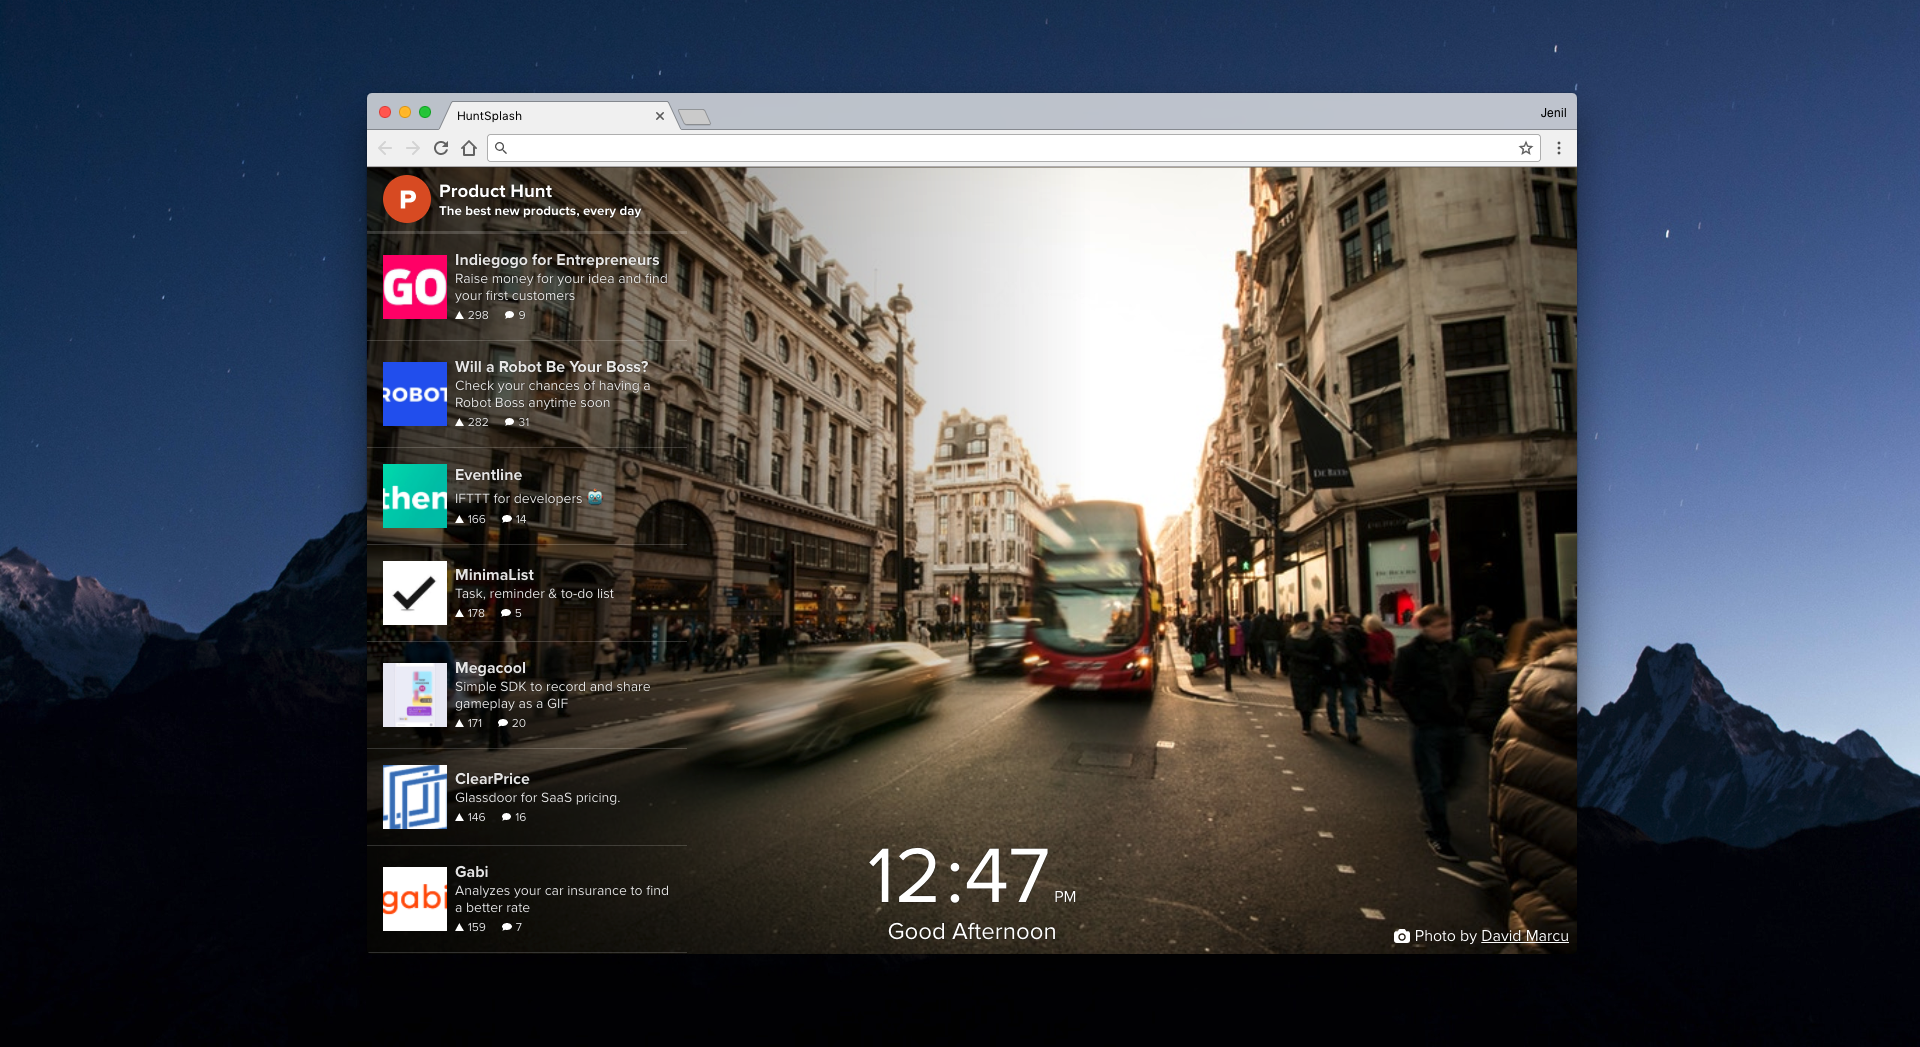 HuntSplash
Jenil
P
Product Hunt
The best new products, every day
GO
Indiegogo for Entrepreneurs
Raise money for your idea and find
your first customers
298 9
ROBOT
Will a Robot Be Your Boss?
Check your chances of having a
Robot Boss anytime soon
282 31
then
Eventline
IFTTT for developers
166 14
MinimaList
Task, reminder & to-do list
178 5
Megacool
Simple SDK to record and share
gameplay as a GIF
171 20
ClearPrice
Glassdoor for SaaS pricing.
146 16
gabi
Gabi
Analyzes your car insurance to find
a better rate
159 7
12:47 PM
Good Afternoon
Photo by David Marcu